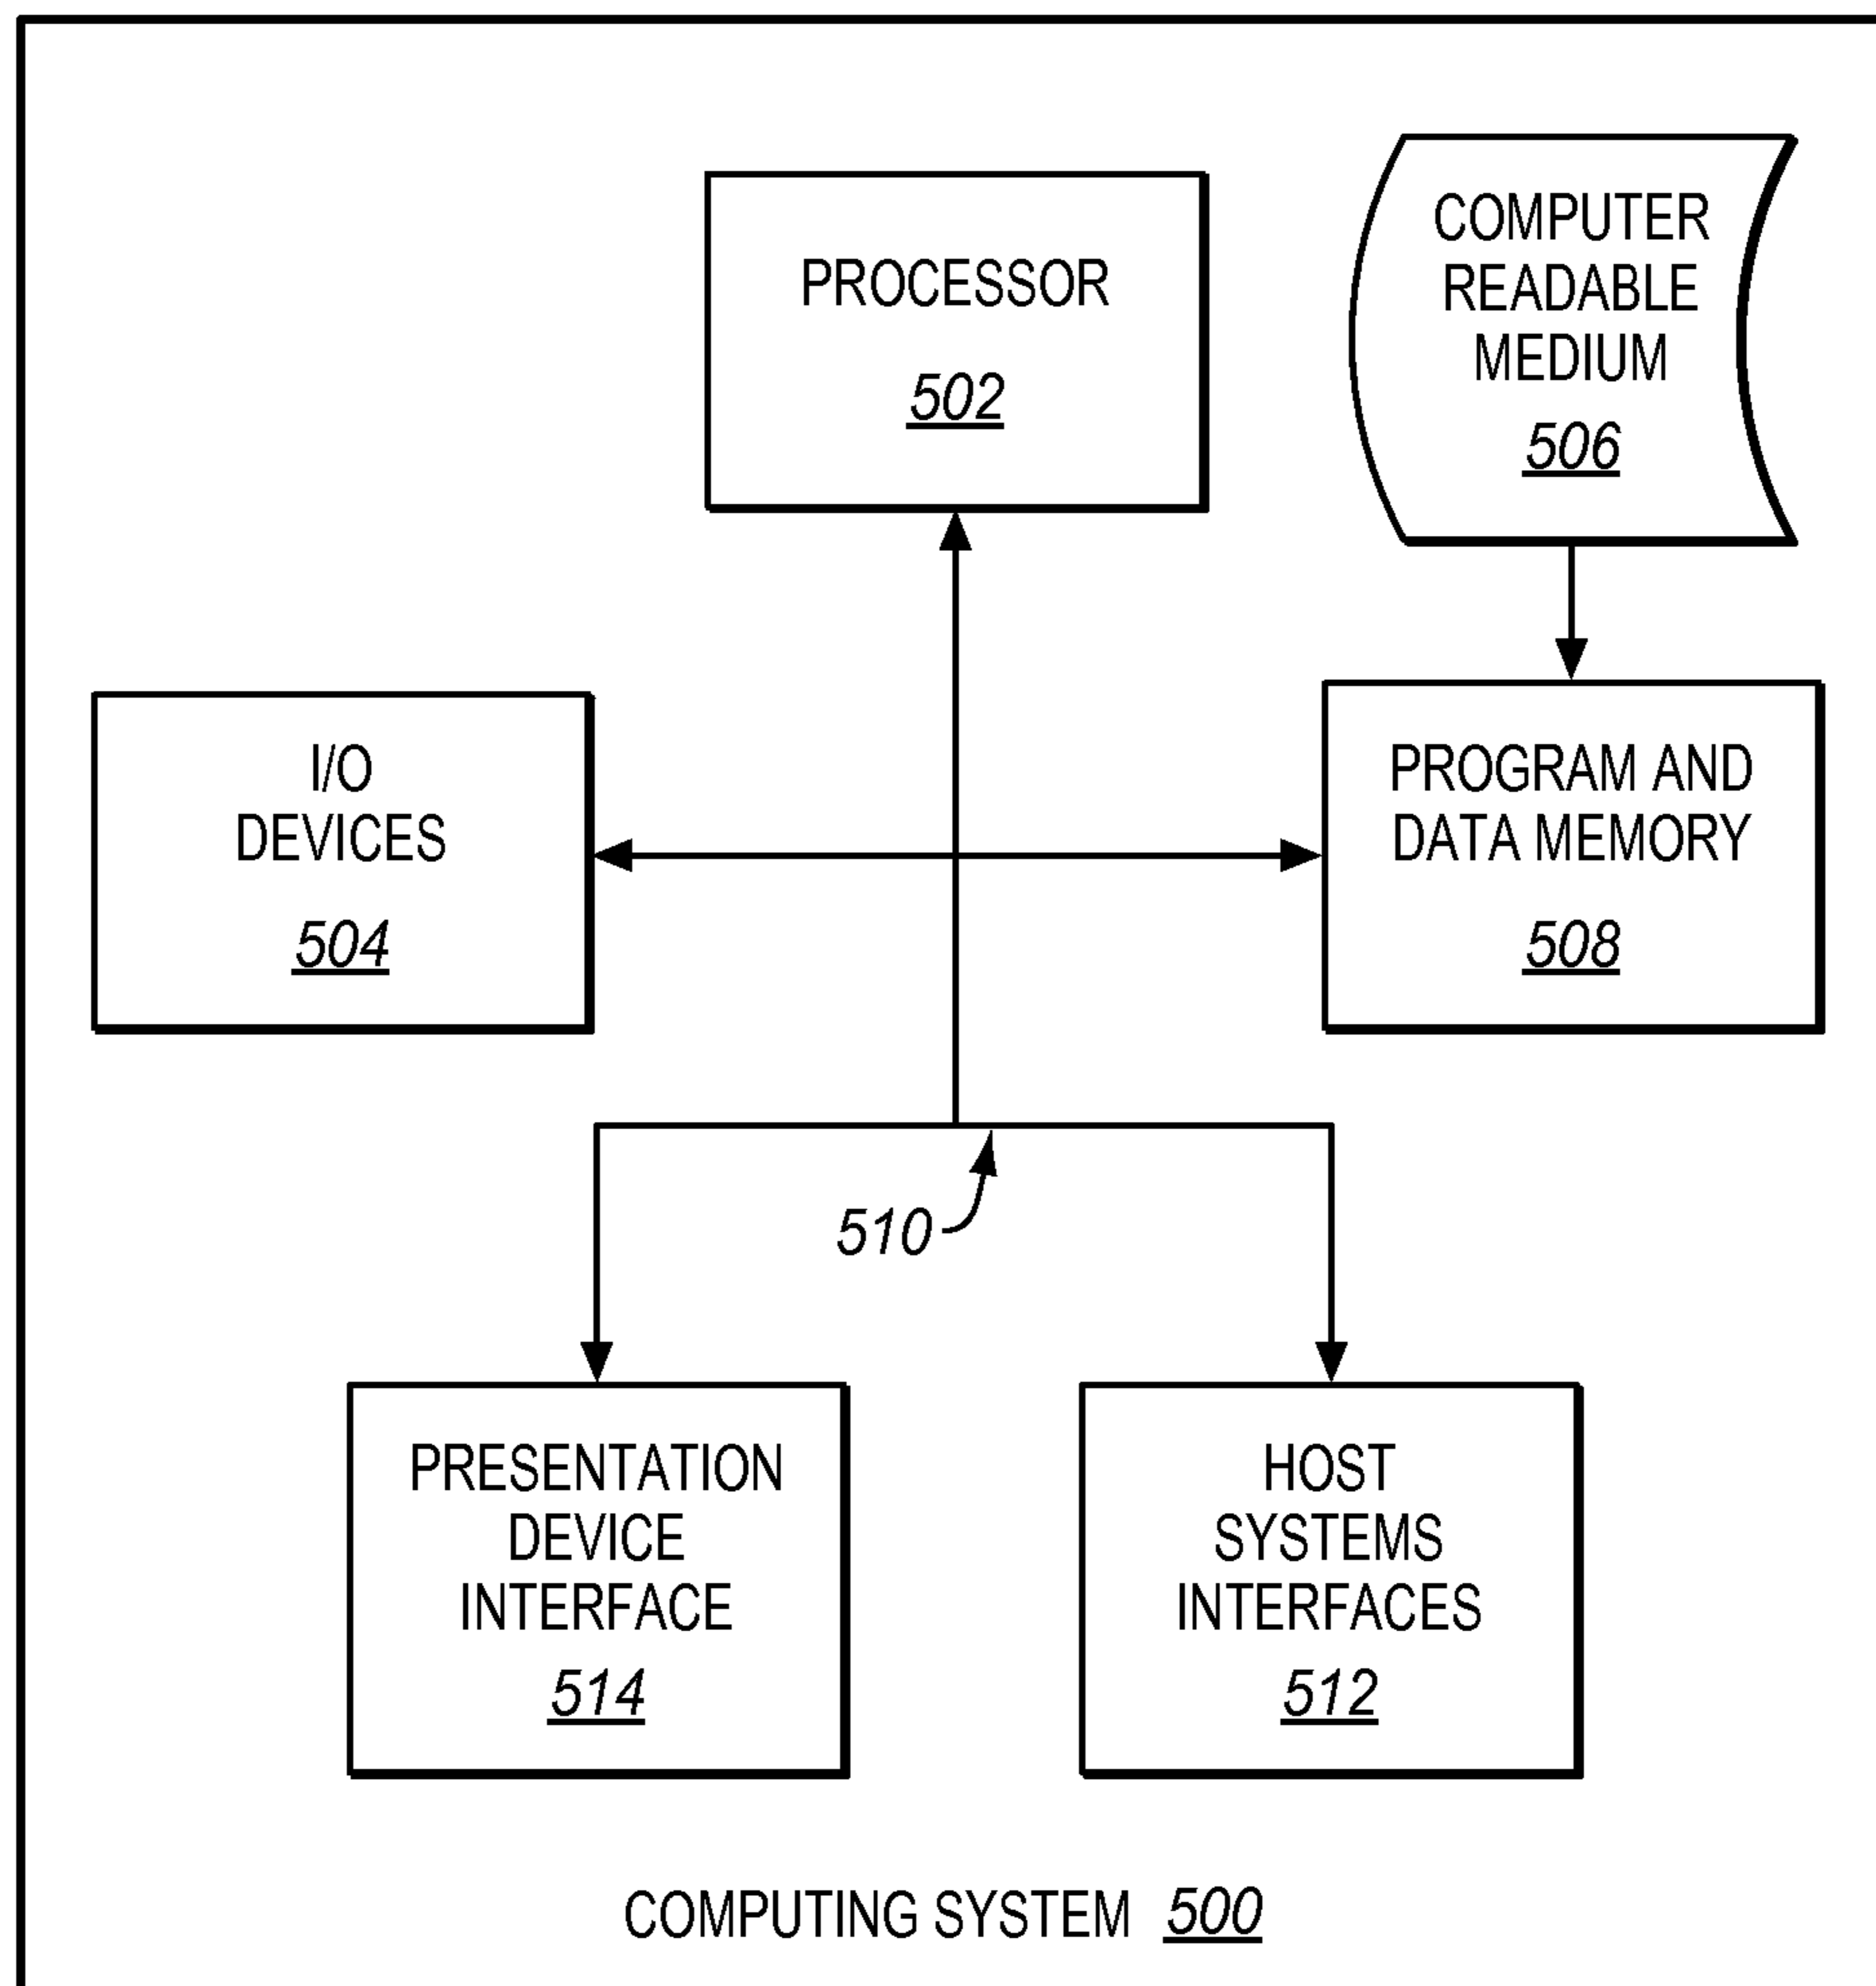 PROCESSOR
502
COMPUTER
READABLE
MEDIUM
506
I/O
DEVICES
504
PROGRAM AND
DATA MEMORY
508
510
PRESENTATION
DEVICE
INTERFACE
514
HOST
SYSTEMS
INTERFACES
512
COMPUTING SYSTEM 500